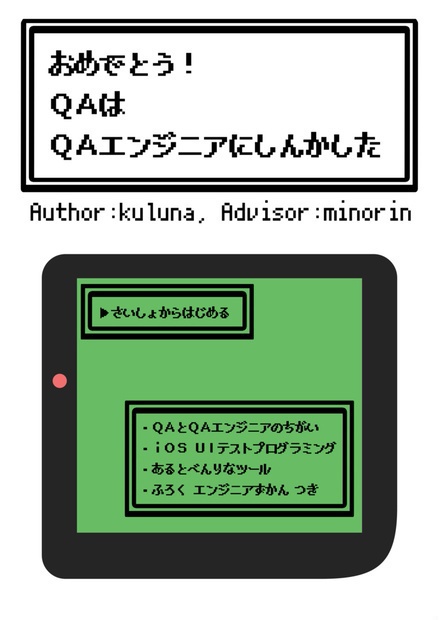 おめでとう！
QAは
QAエンジニアにしんかした
Author:kuluna, Advisor:minorin
▶さいしょからはじめる
-QAとQAエンジニアのちがい
-iOS UIテストプログラミング
-あるとべんりなツール
-ふろく エンジニアずかん つき